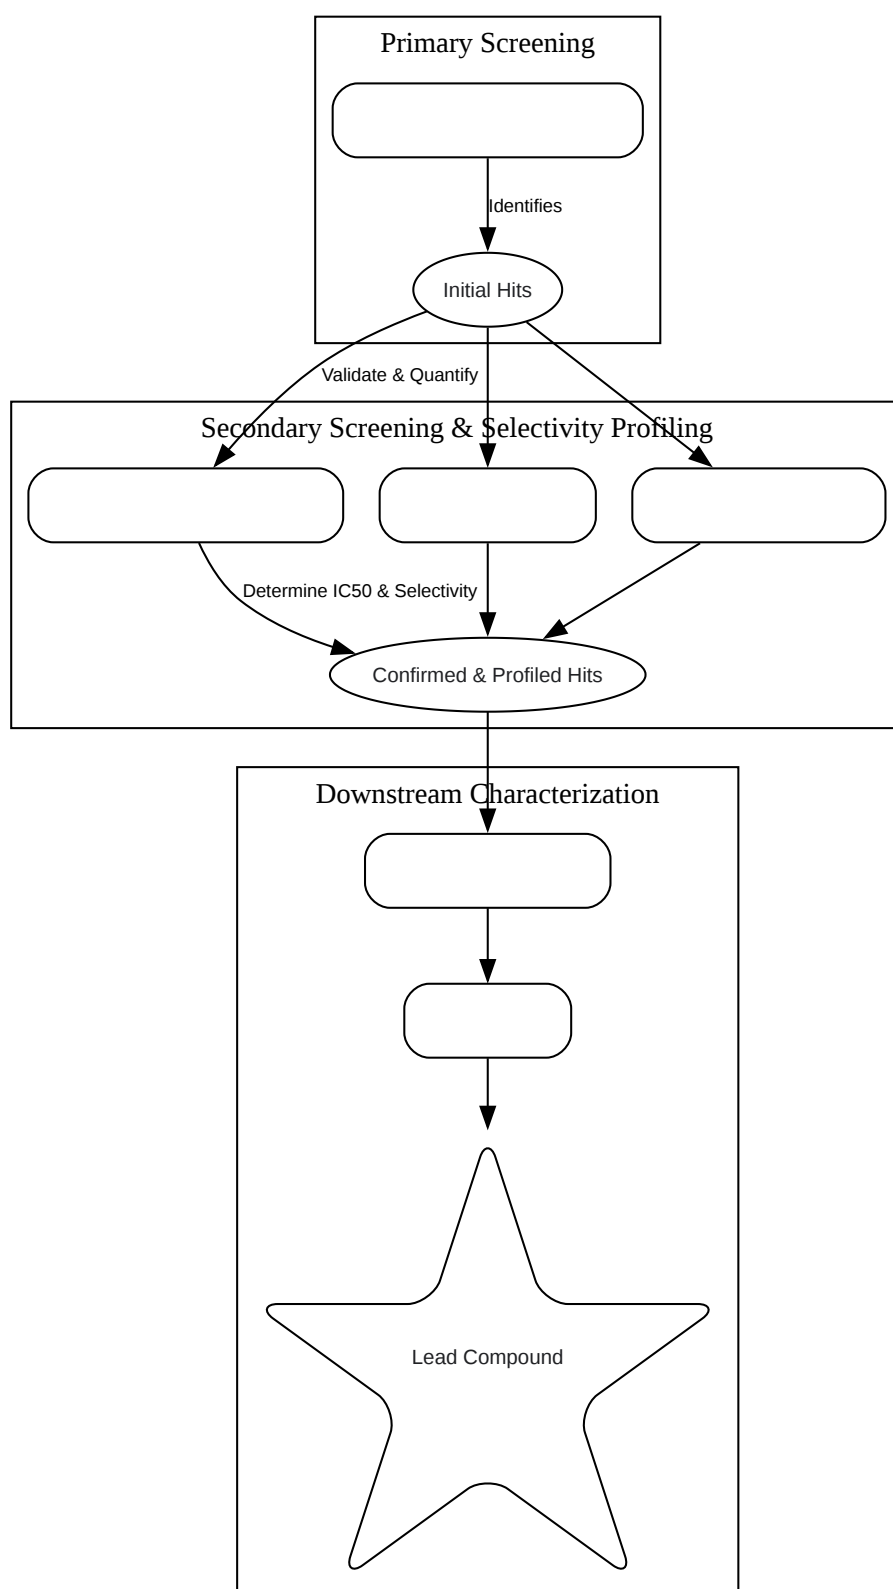 Primary Screening
Identifies
Initial Hits
Validate & Quantify
Secondary Screening & Selectivity Profiling
Determine IC50 & Selectivity
Confirmed & Profiled Hits
Downstream Characterization
Lead Compound